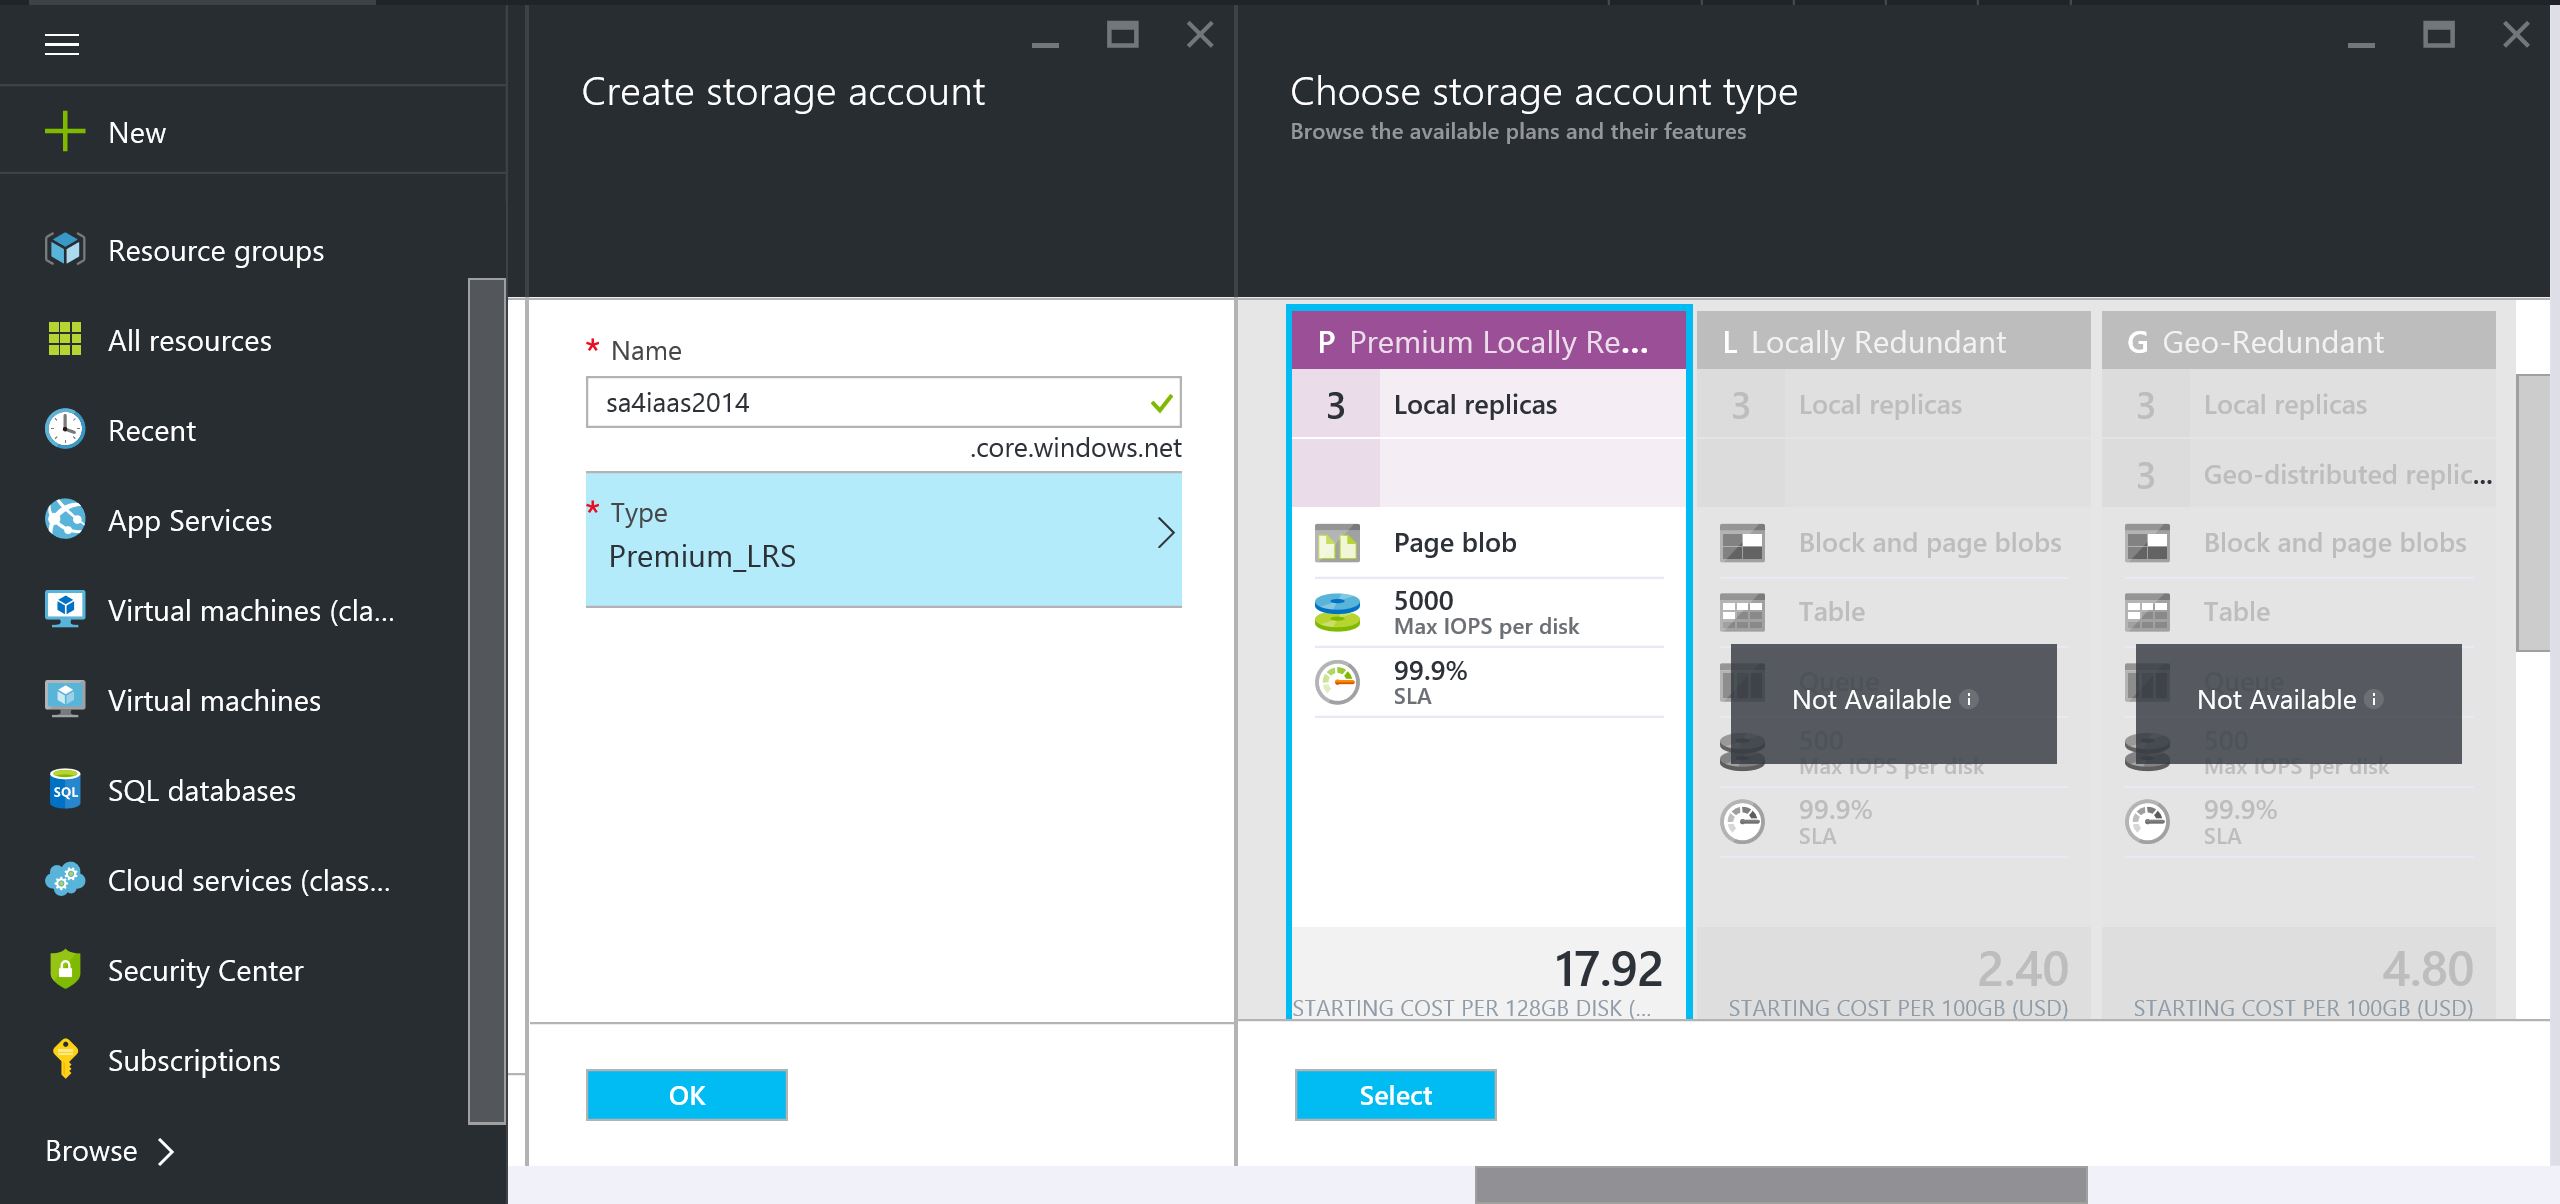 New
Resource groups
All resources
Recent
App Services
Virtual machines (cla...
Virtual machines
SQL
SQL databases
Cloud services (class...
Security Center
Subscriptions
Browse
Create storage account
* Name
sa4iaas2014
.core.windows.net
* Type
Premium_LRS
OK
Choose storage account type
Browse the available plans and their features
P Premium Locally Re...
3 Local replicas
Page blob
5000
Max IOPS per disk
99.9%
SLA
17.92
STARTING COST PER 128GB DISK (...
L Locally Redundant
3 Local replicas
Block and page blobs
Table
Queue
Not Available
500
Max IOPS per disk
99.9%
SLA
2.40
STARTING COST PER 100GB (USD)
G Geo-Redundant
3 Local replicas
3 Geo-distributed replic...
Block and page blobs
Table
Queue
Not Available
500
Max IOPS per disk
99.9%
SLA
4.80
STARTING COST PER 100GB (USD)
Select